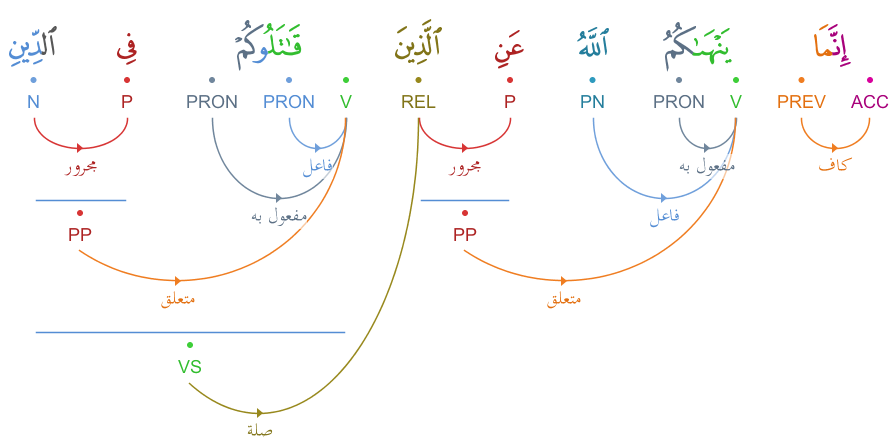 إِنَّمَا يَنْهَىٰكُمُ ٱللَّهُ عَنِ ٱلَّذِينَ قَٰتَلُوكُمْ فِى ٱلدِّينِ
N P PRON PRON V REL P PN PRON V PREV ACC
مجرور فاعل مجرور مفعول به كاف
مفعول به فاعل
PP PP
متعلق متعلق
VS
صلة